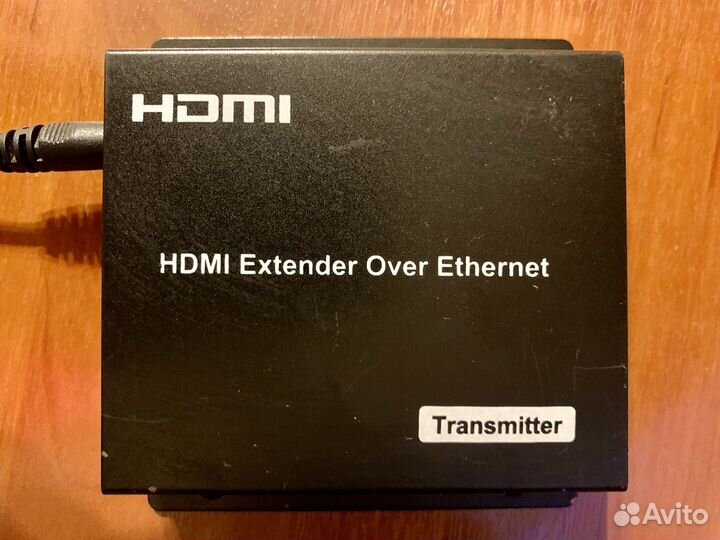 HDMI
HDMI Extender Over Ethernet
Transmitter
Avito